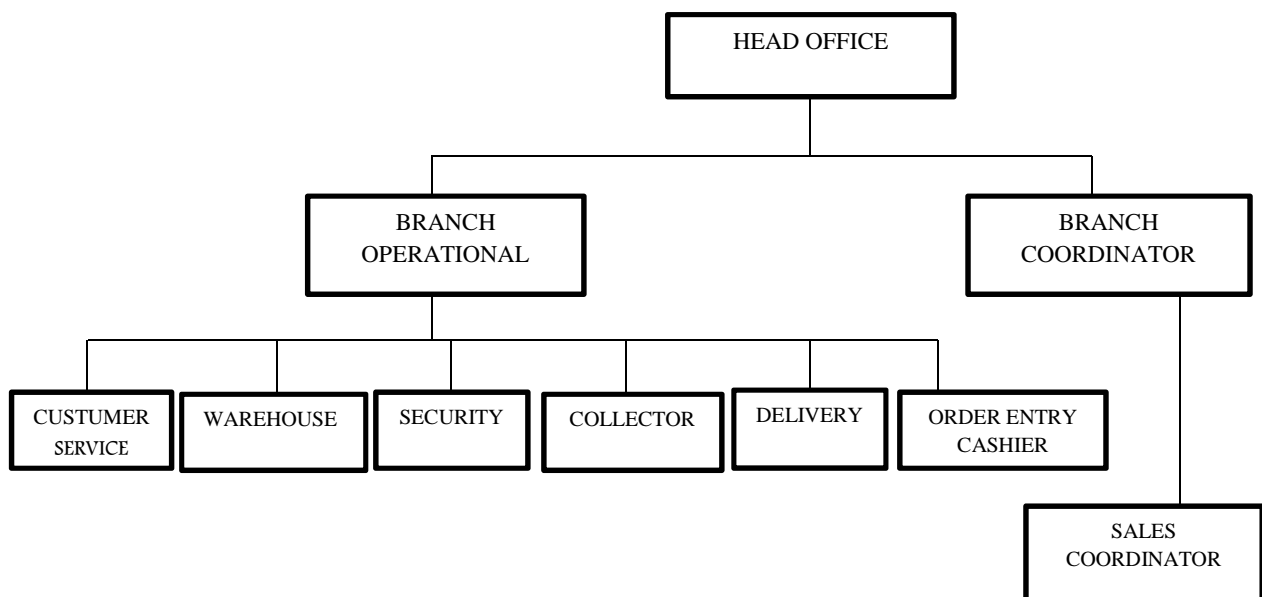 HEAD OFFICE
BRANCH
OPERATIONAL
BRANCH
COORDINATOR
CUSTUMER
SERVICE
WAREHOUSE
SECURITY
COLLECTOR
DELIVERY
ORDER ENTRY
CASHIER
SALES
COORDINATOR